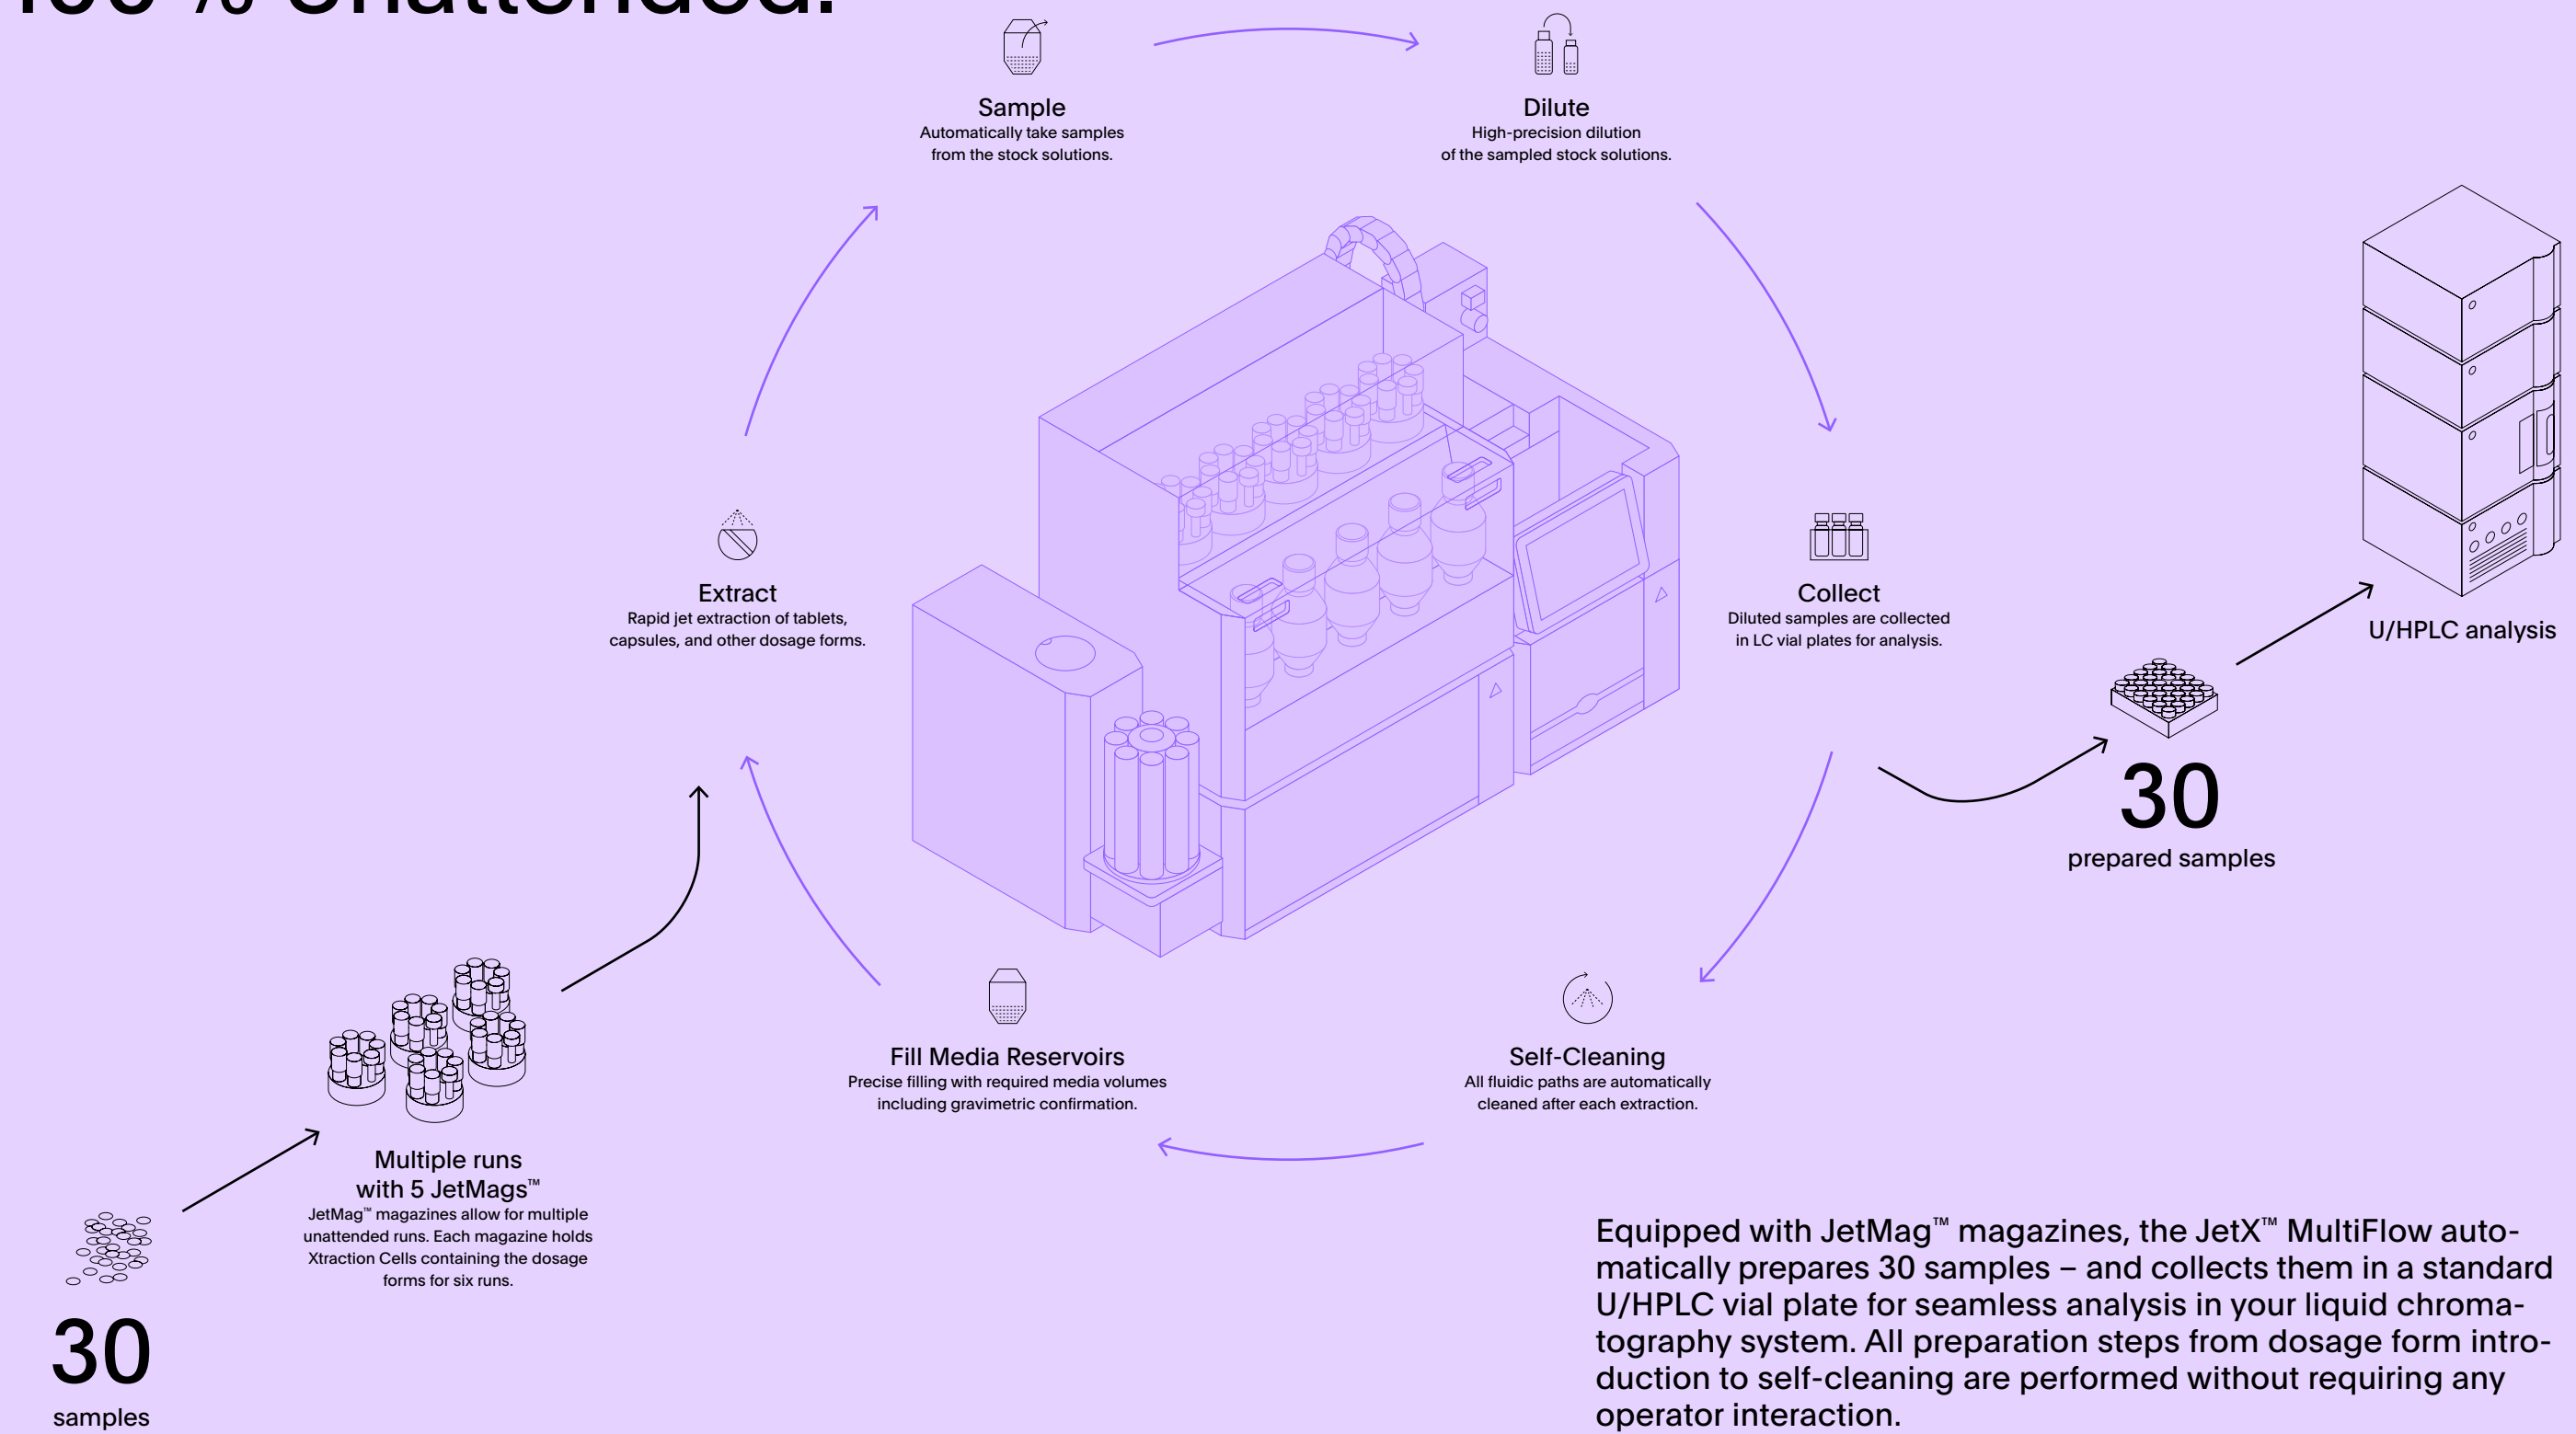 100 % Unattended.
Sample
Automatically take samples
from the stock solutions.
Dilute
High-precision dilution
of the sampled stock solutions.
Extract
Rapid jet extraction of tablets,
capsules, and other dosage forms.
Collect
Diluted samples are collected
in LC vial plates for analysis.
U/HPLC analysis
30
prepared samples
Fill Media Reservoirs
Precise filling with required media volumes
including gravimetric confirmation.
Self-Cleaning
All fluidic paths are automatically
cleaned after each extraction.
Multiple runs
with 5 JetMags™
JetMag™ magazines allow for multiple
unattended runs. Each magazine holds
Xtraction Cells containing the dosage
forms for six runs.
30
samples
Equipped with JetMag™ magazines, the JetX™ MultiFlow auto-
matically prepares 30 samples – and collects them in a standard
U/HPLC vial plate for seamless analysis in your liquid chroma-
tography system. All preparation steps from dosage form intro-
duction to self-cleaning are performed without requiring any
operator interaction.